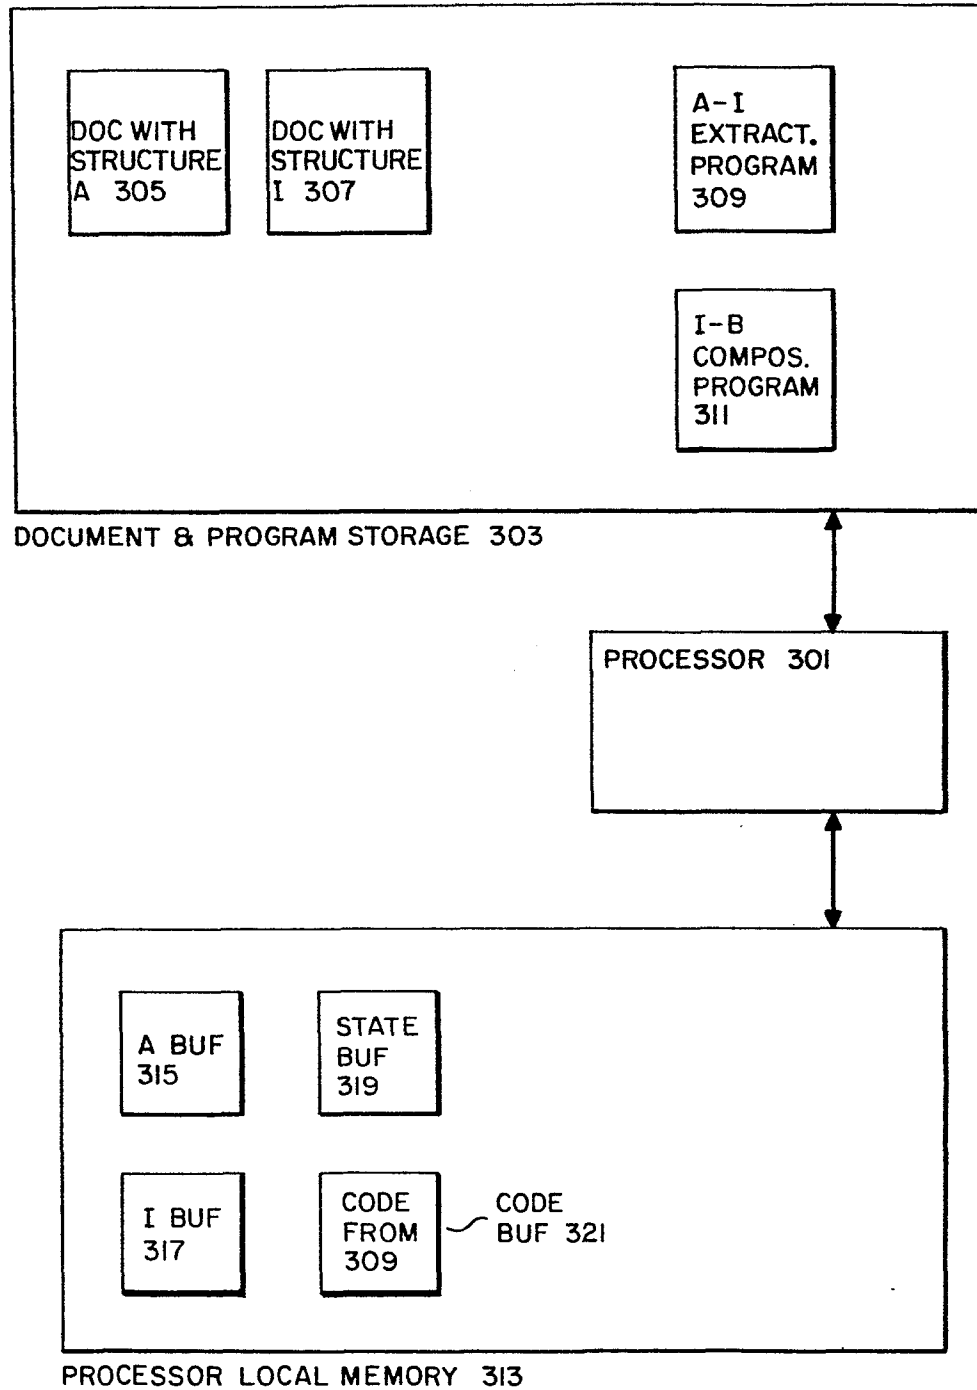 DOC WITH
STRUCTURE
A 305
DOC WITH
STRUCTURE
I 307
A-I
EXTRACT.
PROGRAM
309
I-B
COMPOS.
PROGRAM
311
DOCUMENT & PROGRAM STORAGE 303
PROCESSOR 301
A BUF
315
STATE
BUF
319
I BUF
317
CODE
FROM
309
CODE
BUF 321
PROCESSOR LOCAL MEMORY 313